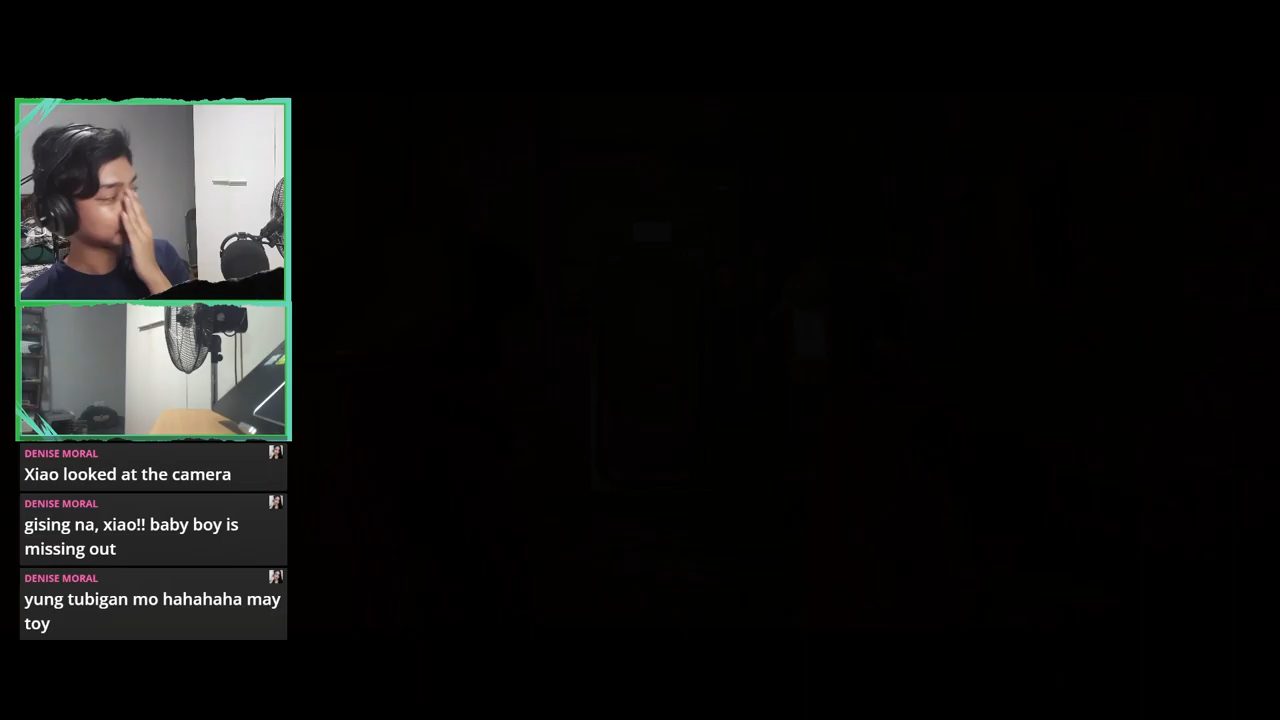 DENISE MORAL
Xiao looked at the camera
DENISE MORAL
gising na, xiao!! baby boy is
missing out
DENISE MORAL
yung tubigan mo hahahaha may
toy